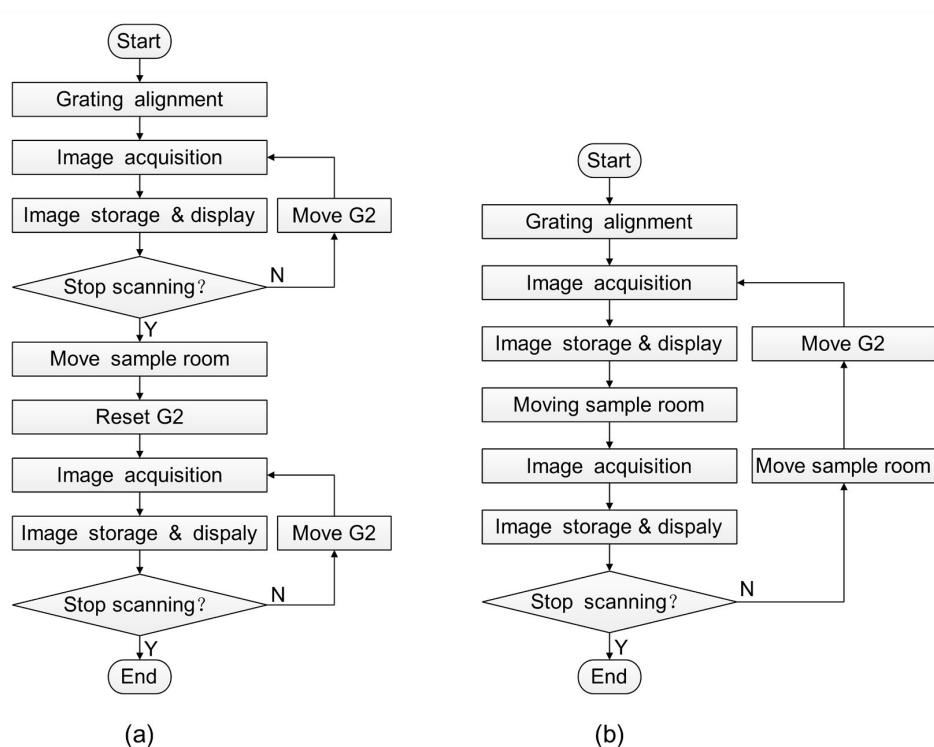 Start
Grating alignment
Image acquisition
Image storage & display
Move G2
Stop scanning?
N
Y
Move sample room
Reset G2
Image acquisition
Image storage & dispaly
Move G2
Stop scanning?
N
Y
End
(a)
Start
Grating alignment
Image acquisition
Image storage & display
Move G2
Moving sample room
Image acquisition
Move sample room
Image storage & dispaly
Stop scanning?
N
Y
End
(b)